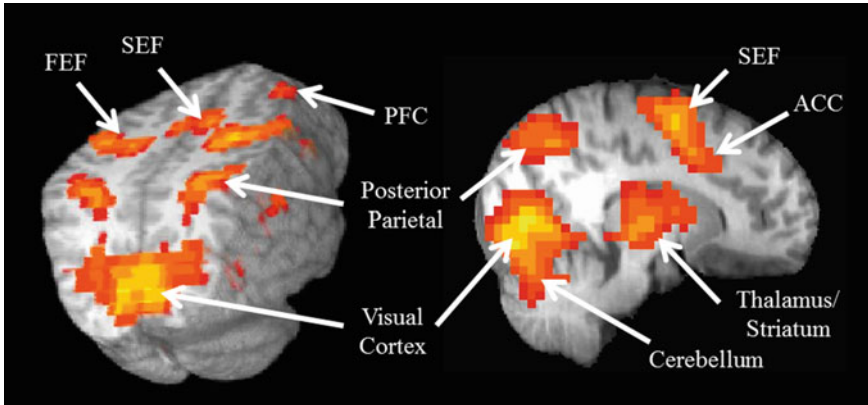 FEF
SEF
PFC
Posterior
Parietal
Visual
Cortex
SEF
ACC
Thalamus/
Striatum
Cerebellum